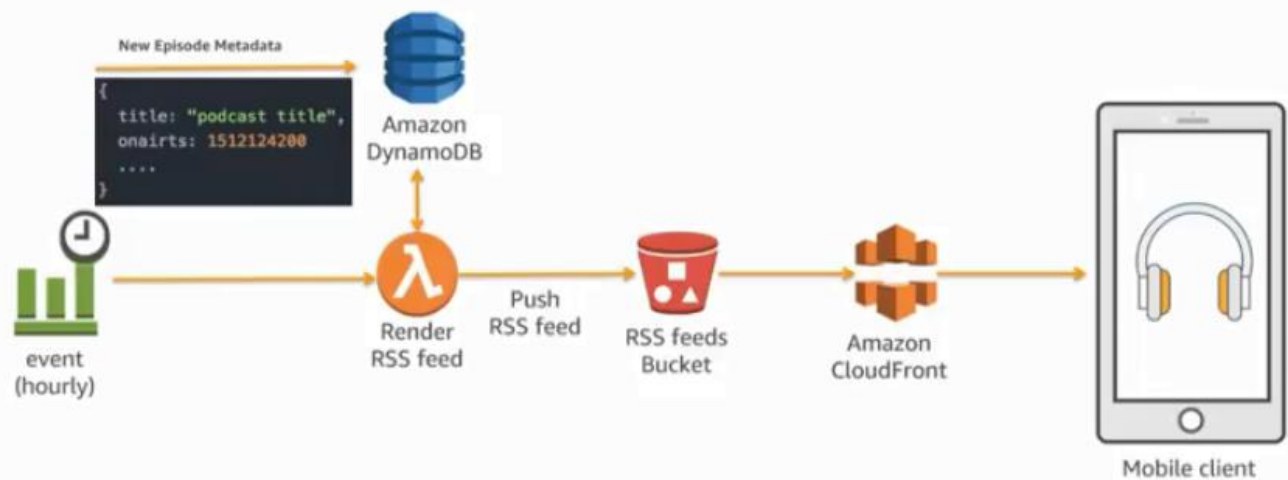 New Episode Metadata
{
title: "podcast title",
onairts: 1512124200
....
}
Amazon
DynamoDB
event
(hourly)
λ
Render
RSS feed
Push
RSS feed
RSS feeds
Bucket
Amazon
CloudFront
Mobile client